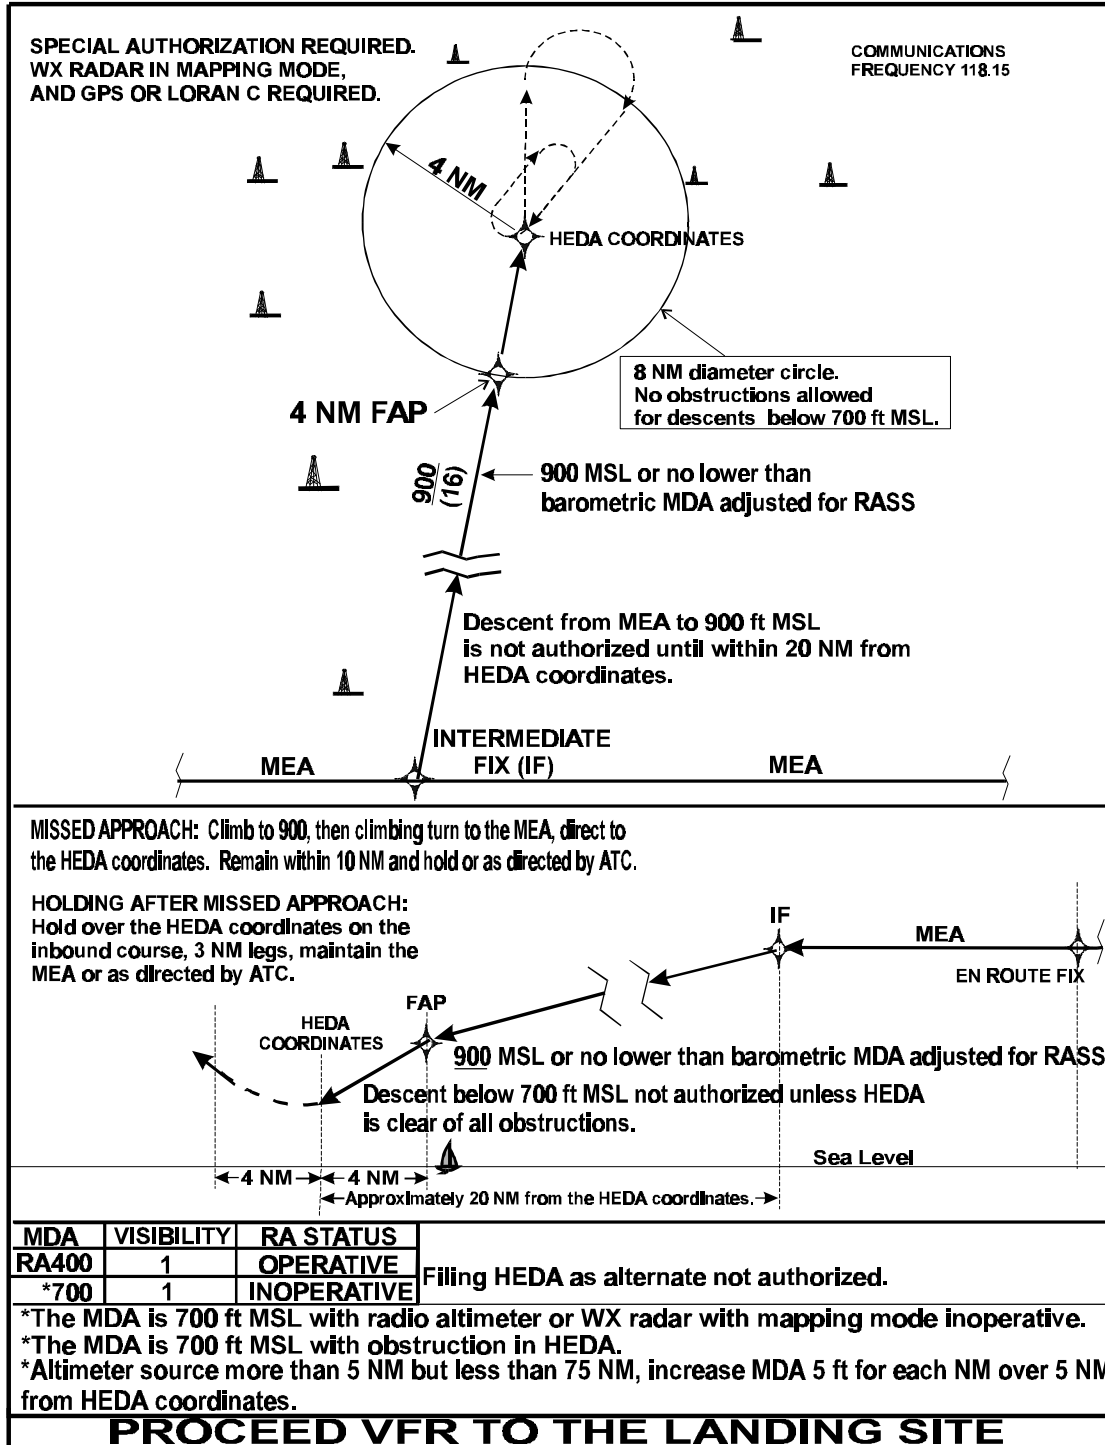 SPECIAL AUTHORIZATION REQUIRED.
WX RADAR IN MAPPING MODE,
AND GPS OR LORAN C REQUIRED.
COMMUNICATIONS
FREQUENCY 118.15
4 NM
HEDA COORDINATES
8 NM diameter circle.
No obstructions allowed
for descents below 700 ft MSL.
4 NM FAP
900
(16)
900 MSL or no lower than
barometric MDA adjusted for RASS
Descent from MEA to 900 ft MSL
is not authorized until within 20 NM from
HEDA coordinates.
INTERMEDIATE
FIX (IF)
MEA
MEA
MISSED APPROACH: Climb to 900, then climbing turn to the MEA, direct to
the HEDA coordinates. Remain within 10 NM and hold or as directed by ATC.
HOLDING AFTER MISSED APPROACH:
Hold over the HEDA coordinates on the
inbound course, 3 NM legs, maintain the
MEA or as directed by ATC.
IF
MEA
EN ROUTE FIX
FAP
HEDA
COORDINATES
900 MSL or no lower than barometric MDA adjusted for RASS
Descent below 700 ft MSL not authorized unless HEDA
is clear of all obstructions.
Sea Level
4 NM
4 NM
Approximately 20 NM from the HEDA coordinates.
MDA VISIBILITY RA STATUS
RA400 1 OPERATIVE
*700 1 INOPERATIVE
Filing HEDA as alternate not authorized.
*The MDA is 700 ft MSL with radio altimeter or WX radar with mapping mode inoperative.
*The MDA is 700 ft MSL with obstruction in HEDA.
*Altimeter source more than 5 NM but less than 75 NM, increase MDA 5 ft for each NM over 5 NM
from HEDA coordinates.
PROCEED VFR TO THE LANDING SITE